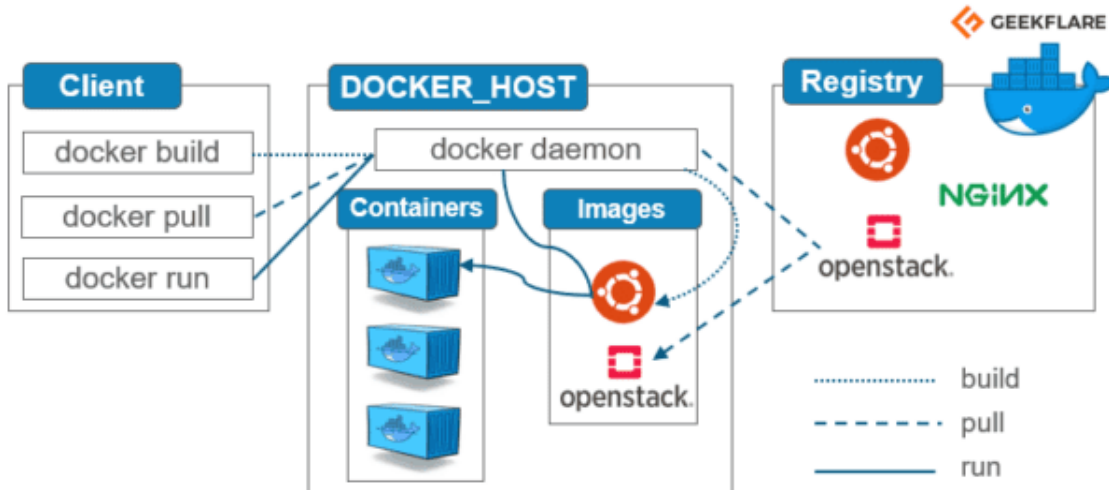 GEEKFLARE
Client
docker build
docker pull
docker run
DOCKER_HOST
docker daemon
Containers
Images
openstack.
Registry
NGiNX
openstack.
build
pull
run